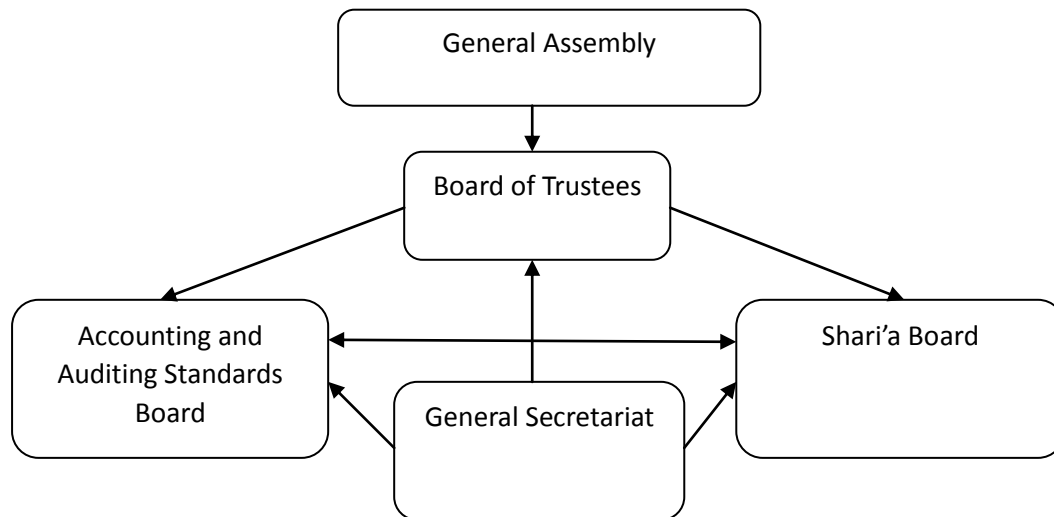 General Assembly
Board of Trustees
Accounting and
Auditing Standards
Board
Shari’a Board
General Secretariat